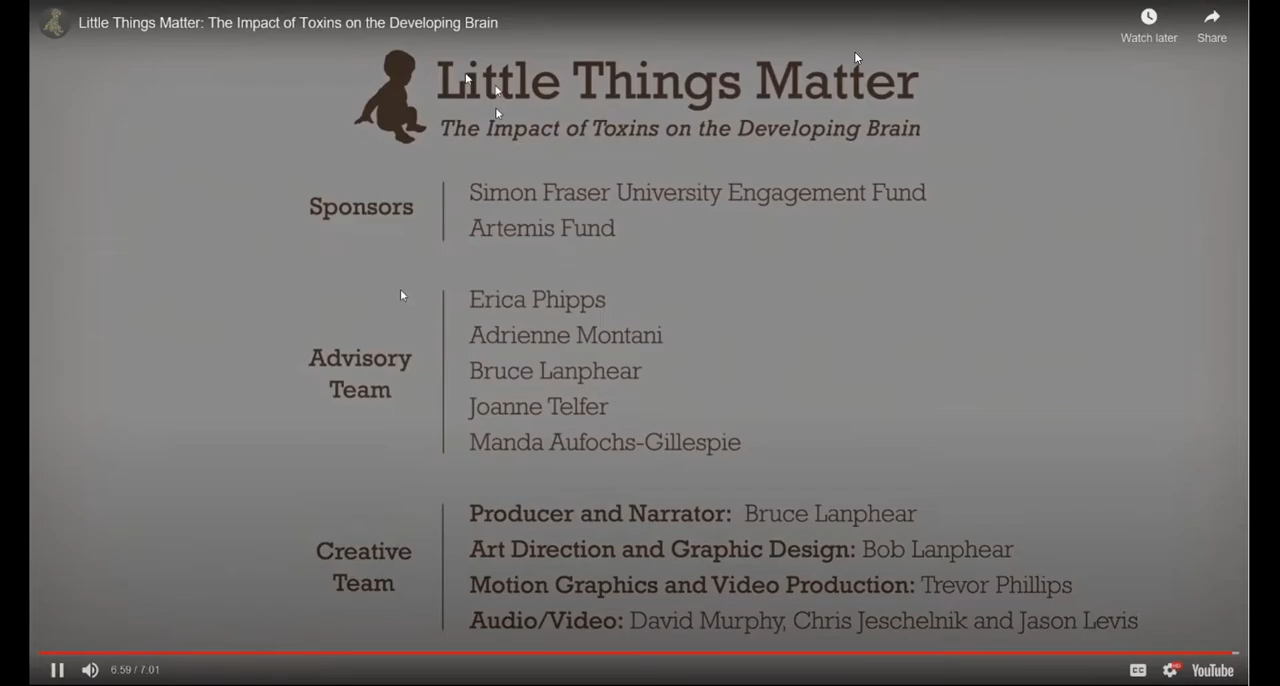 Little Things Matter: The Impact of Toxins on the Developing Brain
Watch later
Share
Little Things Matter
The Impact of Toxins on the Developing Brain
Sponsors
Simon Fraser University Engagement Fund
Artemis Fund
Advisory
Team
Erica Phipps
Adrienne Montani
Bruce Lanphear
Joanne Telfer
Manda Aufochs-Gillespie
Creative
Team
Producer and Narrator: Bruce Lanphear
Art Direction and Graphic Design: Bob Lanphear
Motion Graphics and Video Production: Trevor Phillips
Audio/Video: David Murphy, Chris Jeschelnik and Jason Levis
6:59 / 7:01
CC
HD
YouTube